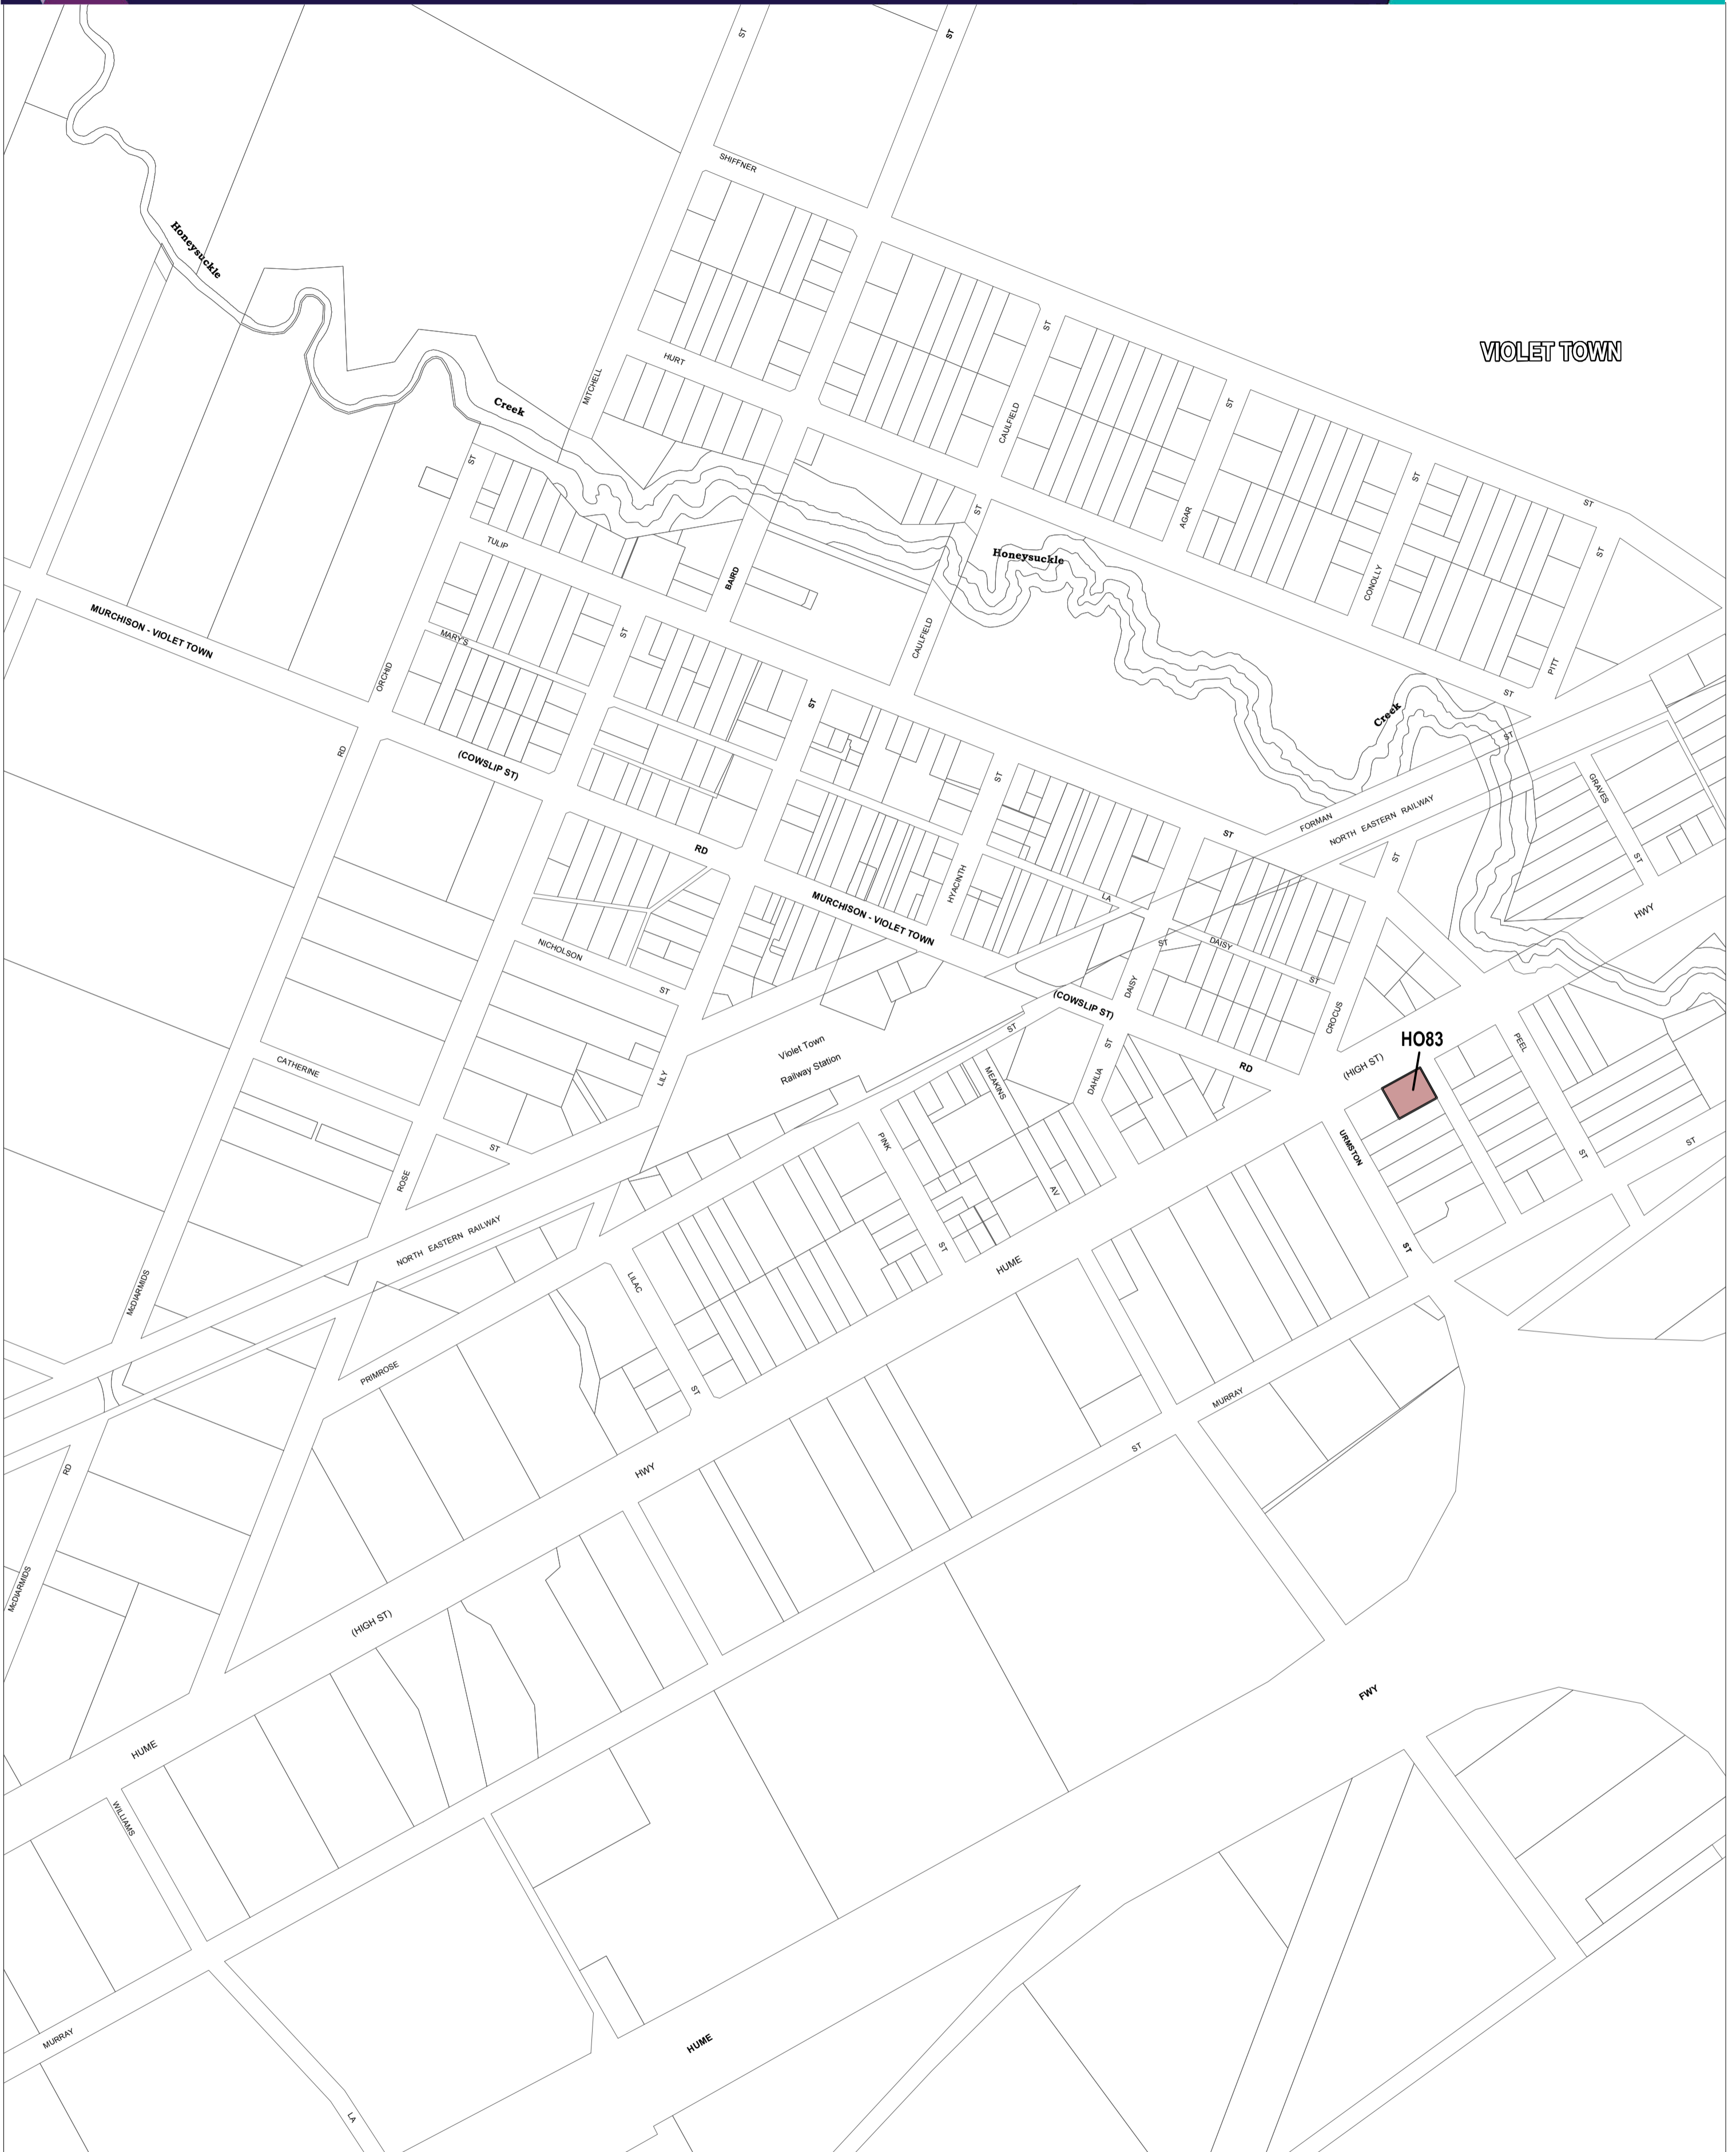 ST
ST
SHIFFNER
Honeysuckle
ST
VIOLET TOWN
HURT
MITCHELL
Creek
CAULFIELD
ST
ST
ST
ST
ST
AGAR
TULIP
ST
Honeysuckle
BAIRD
CONOLLY
MURCHISON - VIOLET TOWN
MARY'S
ST
CAULFIELD
ORCHID
PITT
ST
ST
Creek
ST
RD
(COWSLIP ST)
ST
GRAVES
FORMAN
NORTH EASTERN RAILWAY
ST
RD
ST
ST
HYACINTH
LA
MURCHISON - VIOLET TOWN
HWY
NICHOLSON
ST
DAISY
ST
ST
DAISY
(COWSLIP ST)
CROCUS
ST
Violet Town
Railway Station
ST
HO83
PEEL
CATHERINE
(HIGH ST)
RD
LILY
MEAKINS
DAHLIA
PINK
URMSTON
ST
ST
ST
ROSE
AV
NORTH EASTERN RAILWAY
ST
ST
HUME
LILAC
McDIARMIDS
PRIMROSE
ST
MURRAY
ST
RD
HWY
McDIARMIDS
(HIGH ST)
FWY
HUME
WILLIAMS
MURRAY
HUME
LA